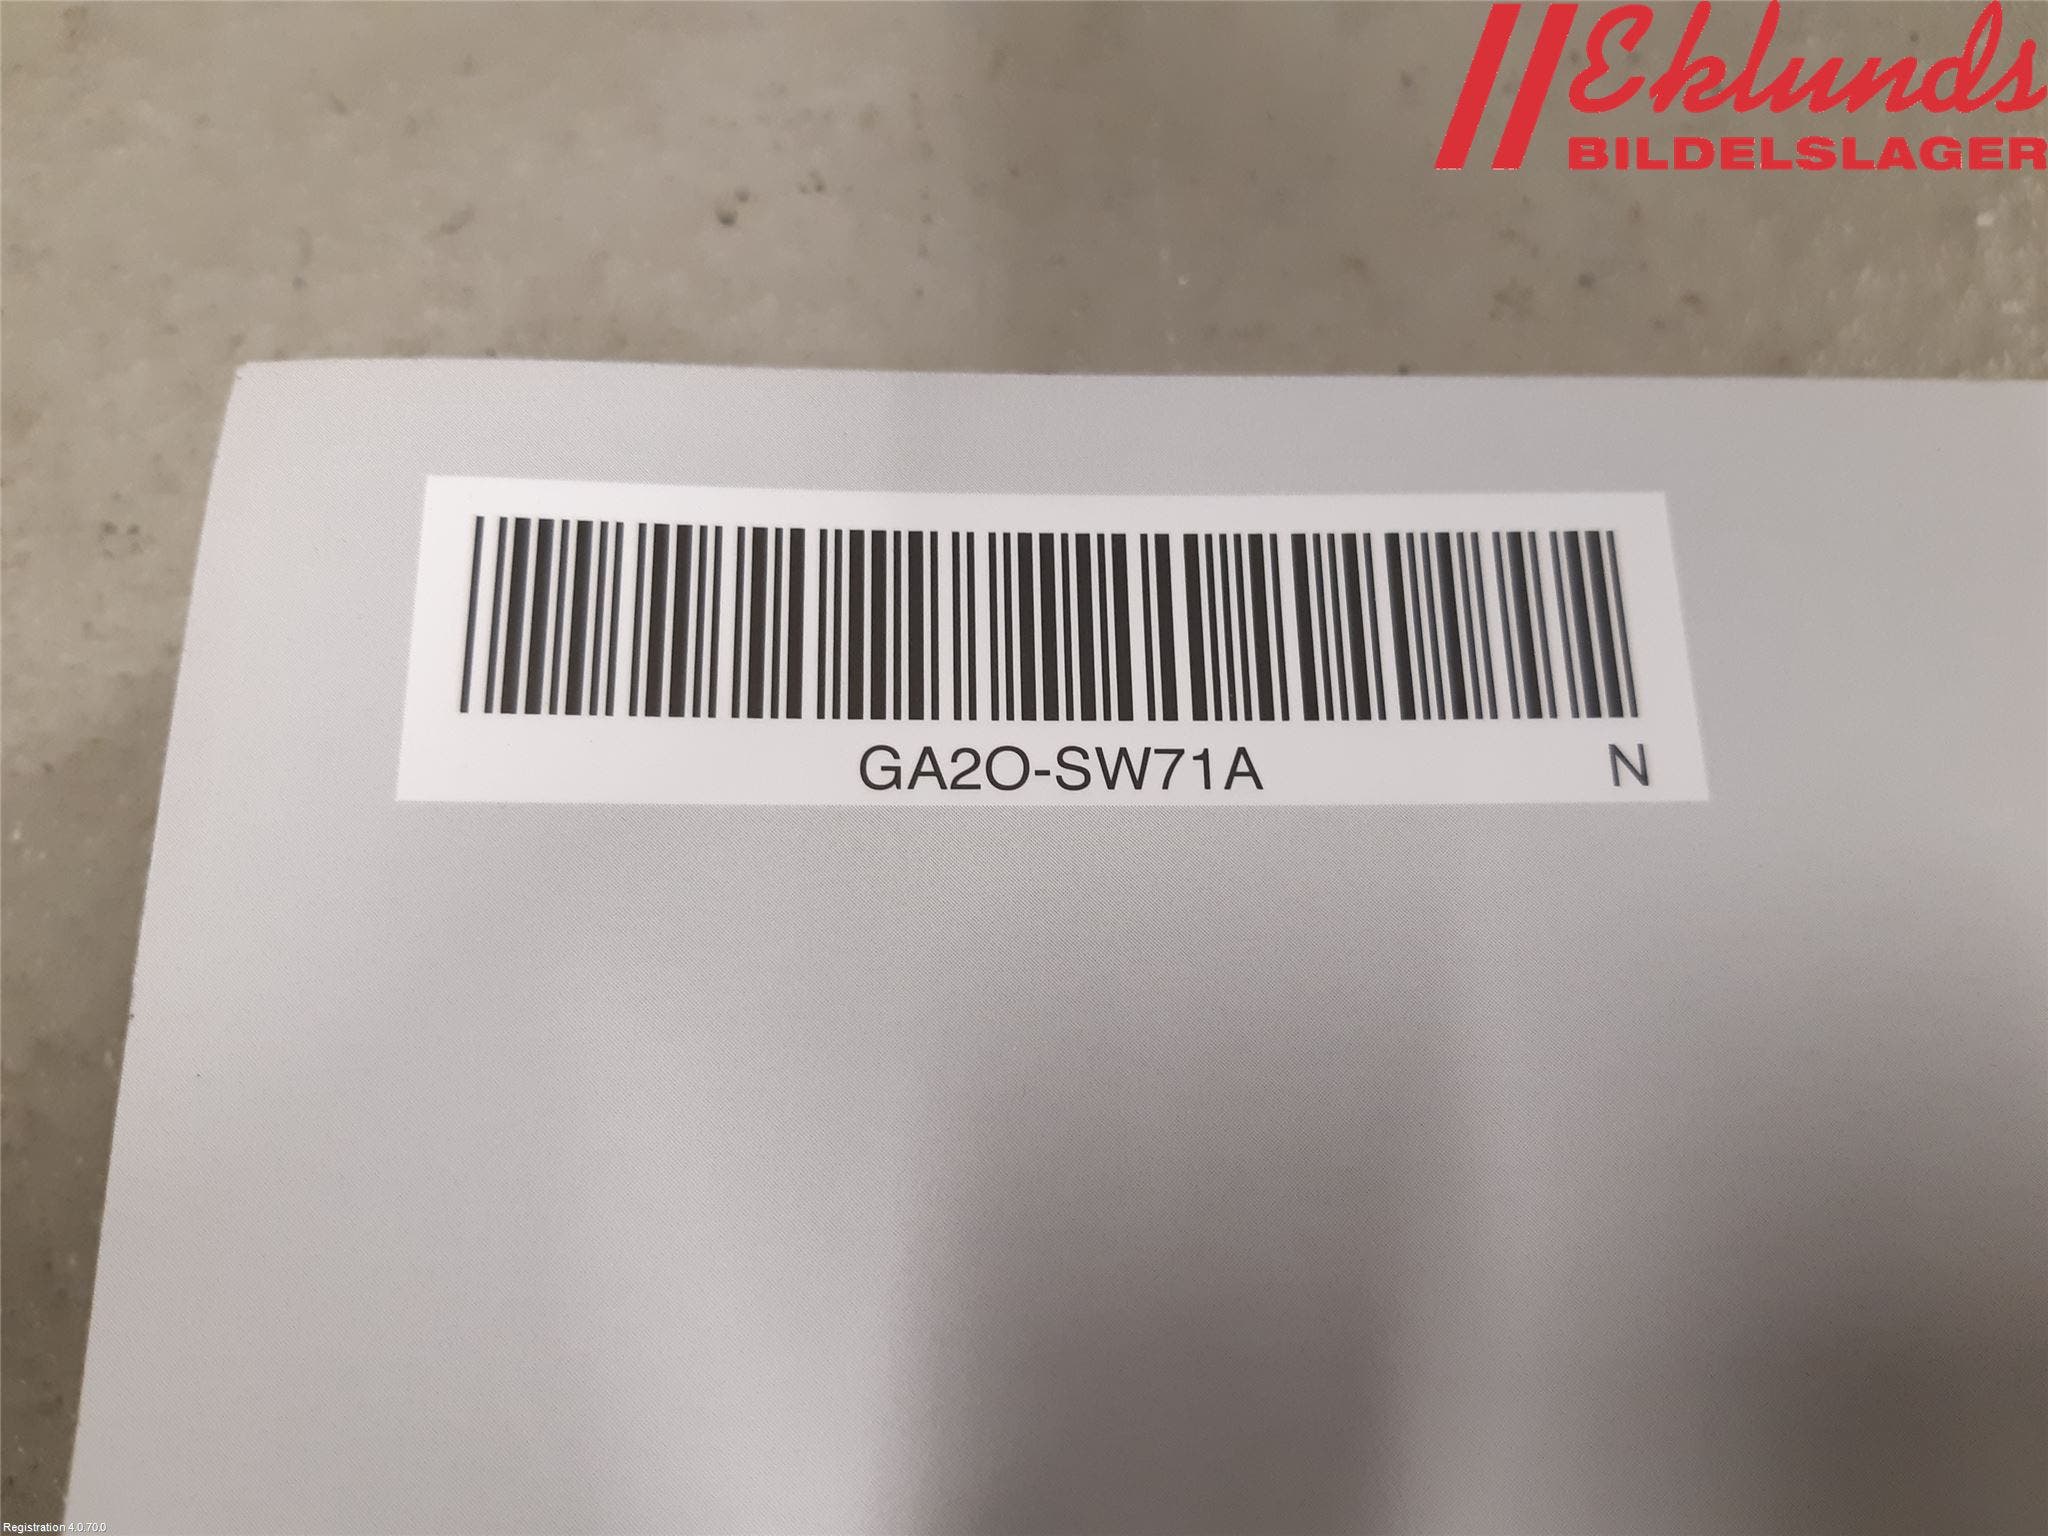 Eklunds
BILDELSLAGER
GA2O-SW71A N
Registration 4.0.70.0